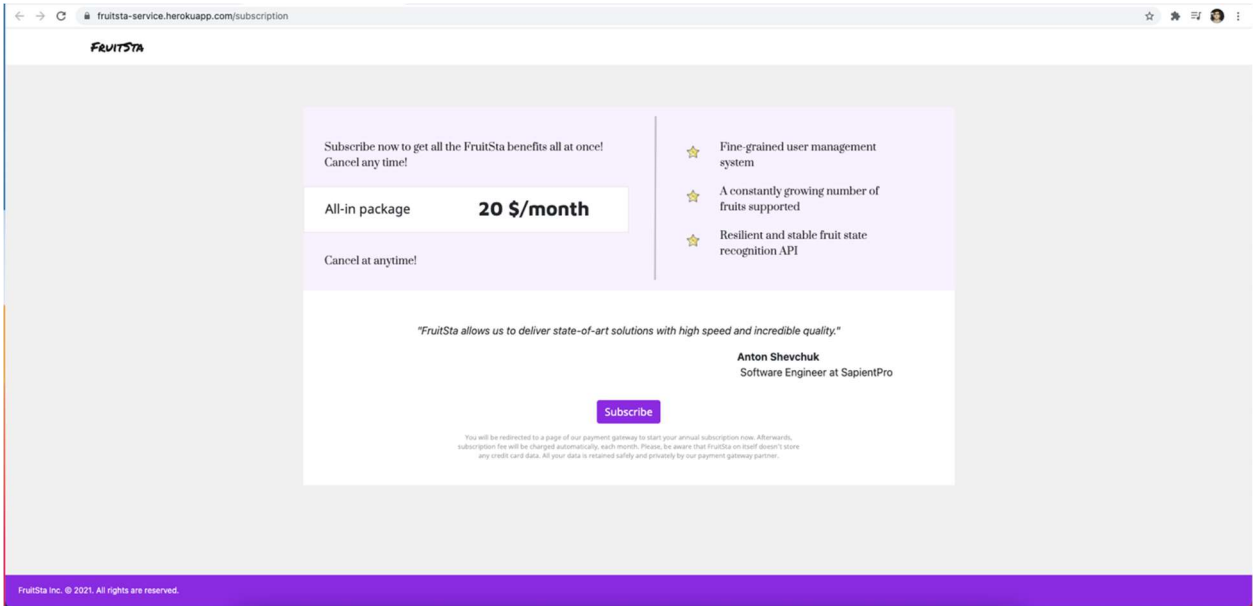 fruitsta-service.herokuapp.com/subscription
FRUITSTA
Subscribe now to get all the FruitSta benefits all at once!
Cancel any time!
All-in package
20 $/month
Cancel at anytime!
Fine-grained user management
system
A constantly growing number of
fruits supported
Resilient and stable fruit state
recognition API
"FruitSta allows us to deliver state-of-art solutions with high speed and incredible quality."
Anton Shevchuk
Software Engineer at SapientPro
Subscribe
You will be redirected to a page of our payment gateway to start your annual subscription now. Afterwards,
subscription fee will be charged automatically, each month. Please, be aware that FruitSta on itself doesn't store
any credit card data. All your data is retained safely and privately by our payment gateway partner.
FruitSta Inc. © 2021. All rights are reserved.